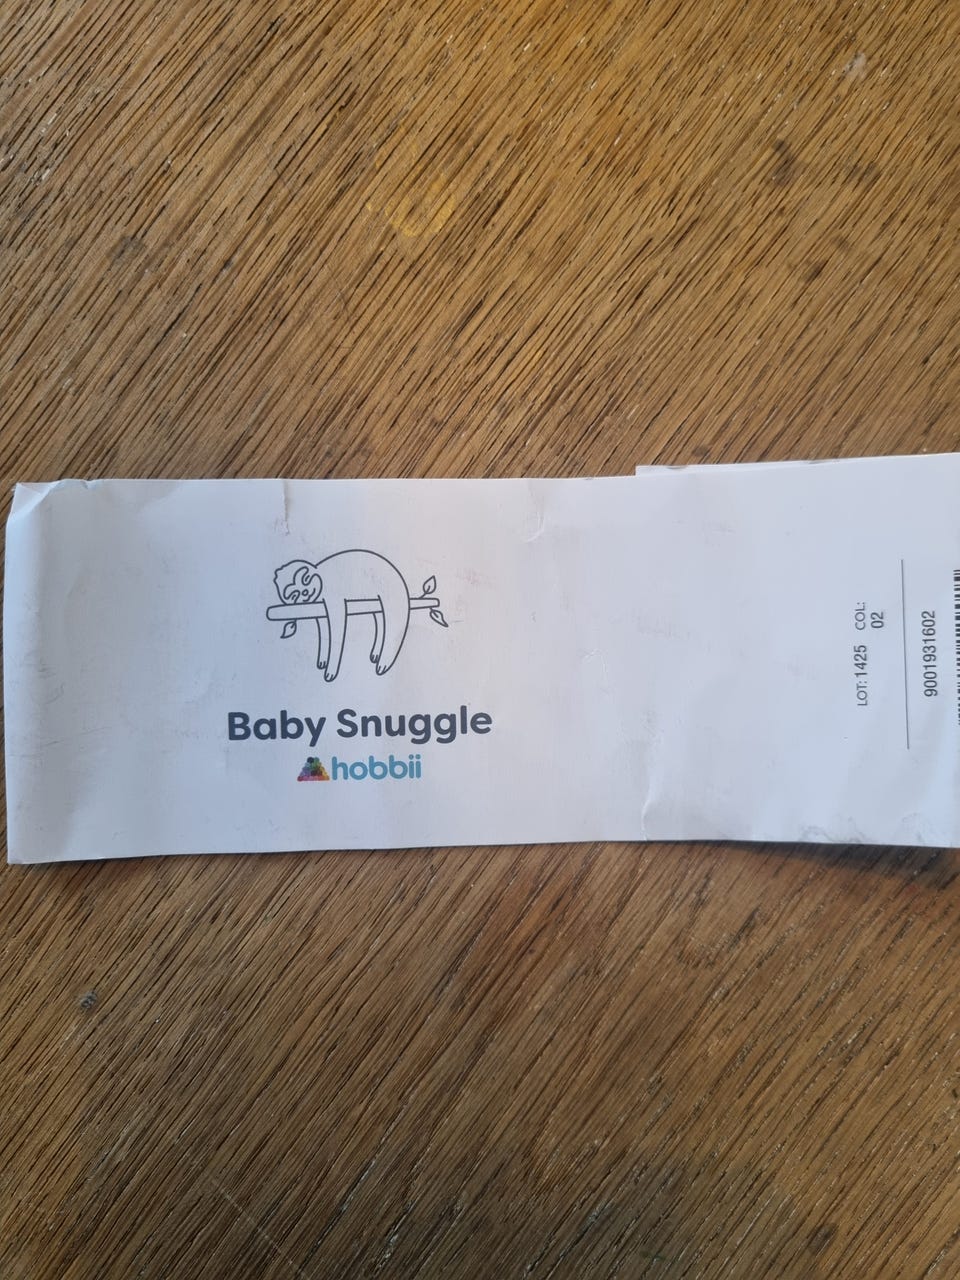 Baby Snuggle
hobbii
LOT: 1425 COL:
02
9001931602